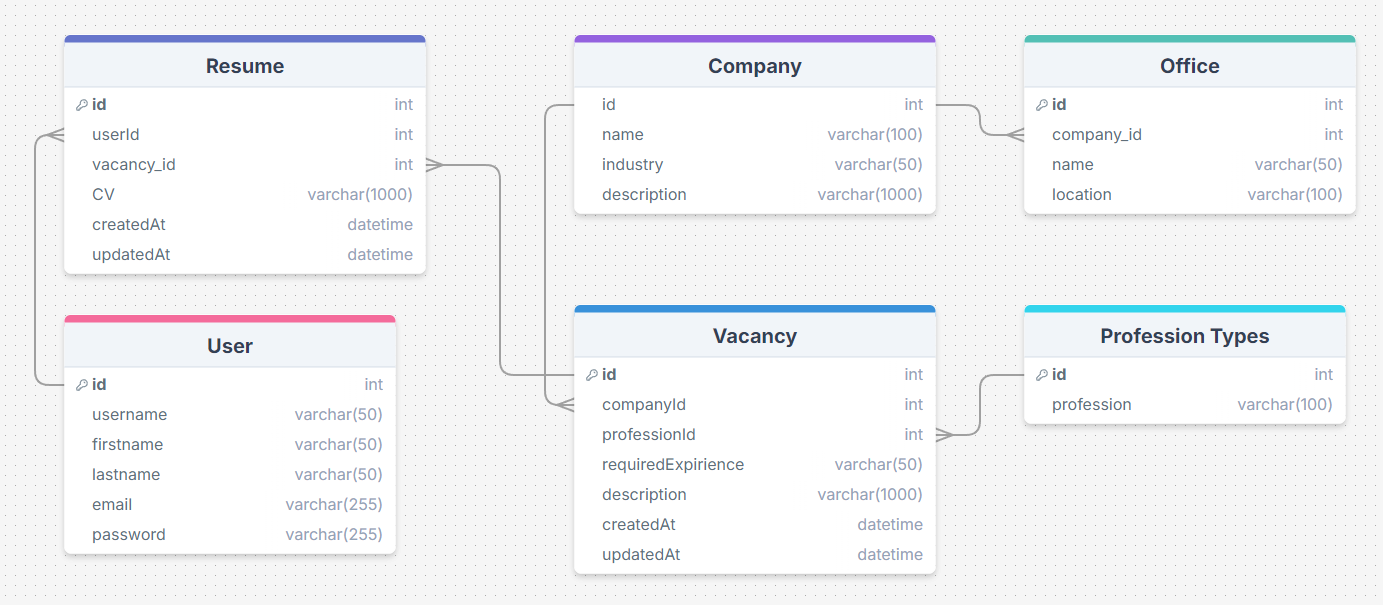 Resume
id int
userId int
vacancy_id int
CV varchar(1000)
createdAt datetime
updatedAt datetime
User
id int
username varchar(50)
firstname varchar(50)
lastname varchar(50)
email varchar(255)
password varchar(255)
Company
id int
name varchar(100)
industry varchar(50)
description varchar(1000)
Vacancy
id int
companyId int
professionId int
requiredExpirience varchar(50)
description varchar(1000)
createdAt datetime
updatedAt datetime
Office
id int
company_id int
name varchar(50)
location varchar(100)
Profession Types
id int
profession varchar(100)